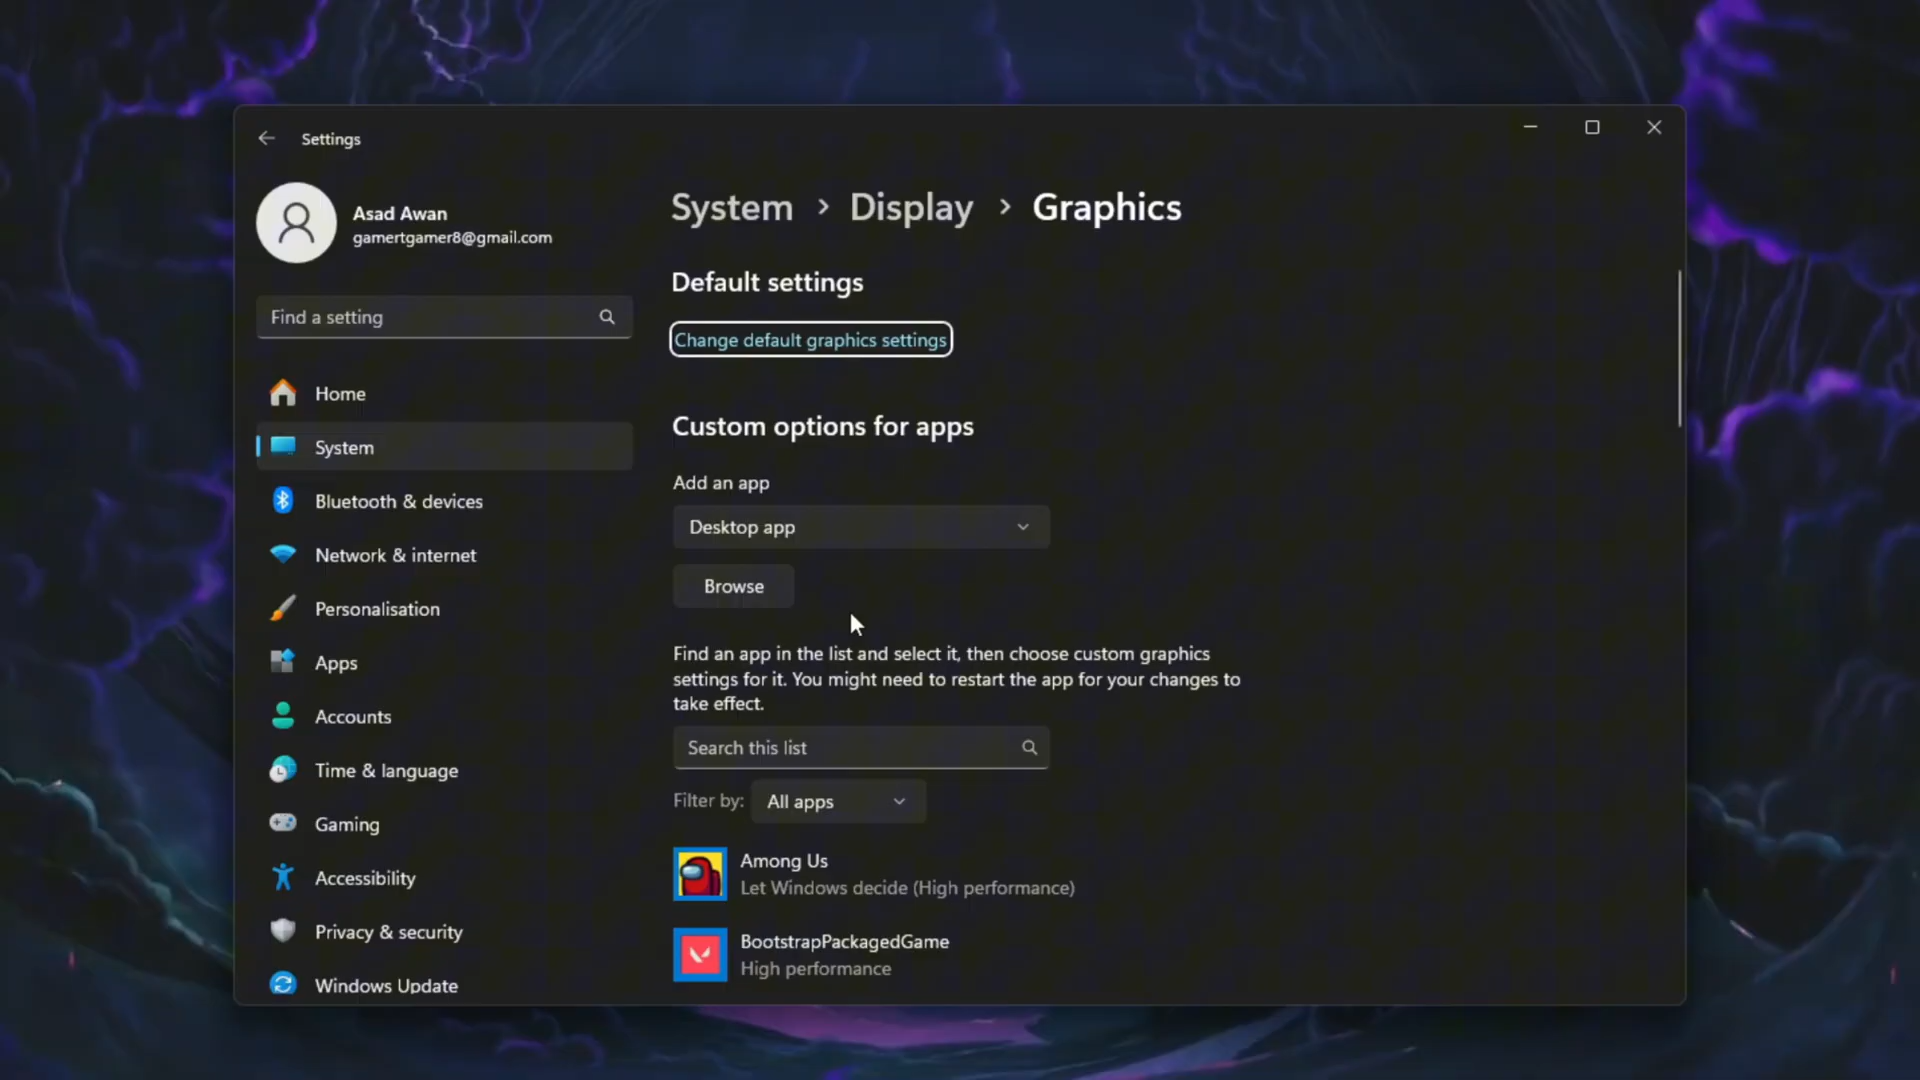 Settings
Asad Awan
gamertgamer8@gmail.com
Find a setting
Home
System
Bluetooth & devices
Network & internet
Personalisation
Apps
Accounts
Time & language
Gaming
Accessibility
Privacy & security
Windows Update
System > Display > Graphics
Default settings
Change default graphics settings
Custom options for apps
Add an app
Desktop app
Browse
Find an app in the list and select it, then choose custom graphics
settings for it. You might need to restart the app for your changes to
take effect.
Search this list
Filter by: All apps
Among Us
Let Windows decide (High performance)
BootstrapPackagedGame
High performance